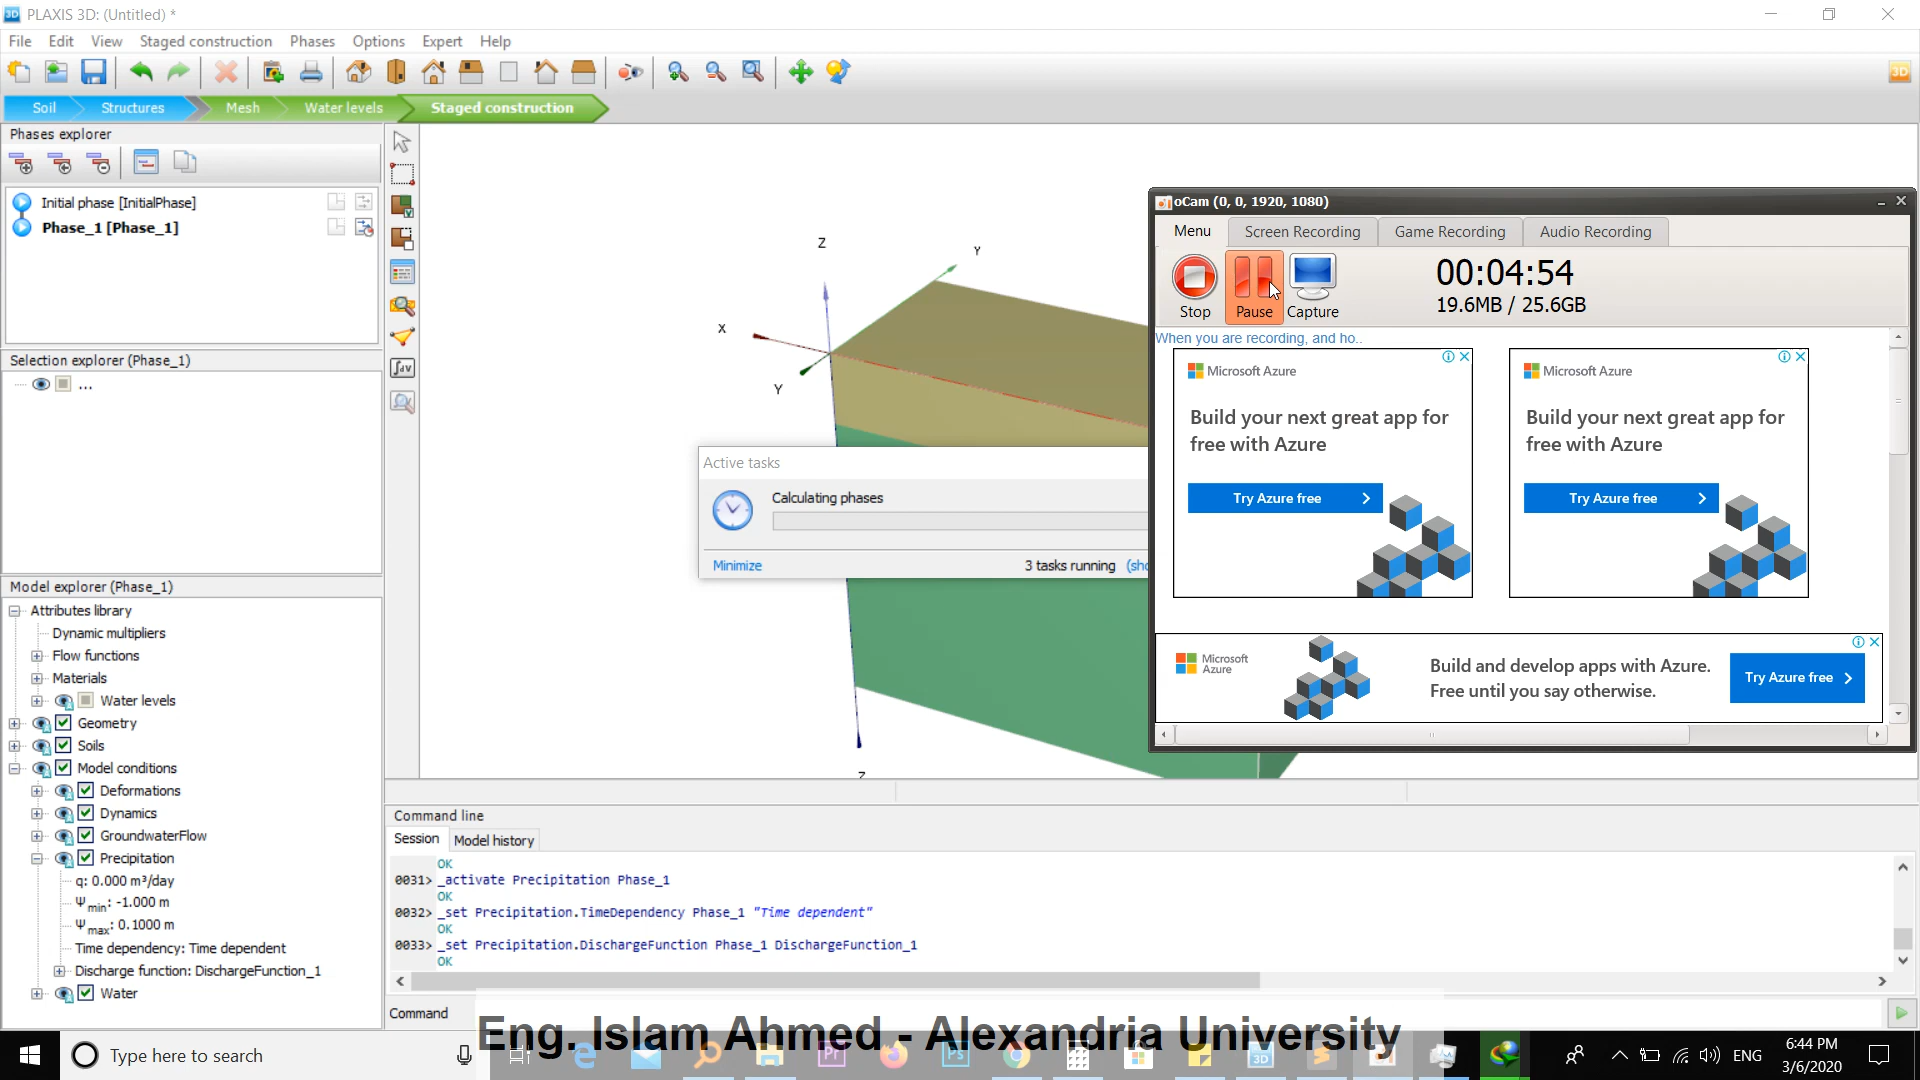 PLAXIS 3D: (Untitled) *
File Edit View Staged construction Phases Options Expert Help
3D
Soil Structures Mesh Water levels Staged construction
Phases explorer
Initial phase [InitialPhase]
Phase_1 [Phase_1]
Selection explorer (Phase_1)
...
Model explorer (Phase_1)
Attributes library
Dynamic multipliers
Flow functions
Materials
Water levels
Geometry
Soils
Model conditions
Deformations
Dynamics
GroundwaterFlow
Precipitation
q: 0.000 m³/day
Ψmin: -1.000 m
Ψmax: 0.1000 m
Time dependency: Time dependent
Discharge function: DischargeFunction_1
Water
Z
Y
X
Y
Z
Active tasks
Calculating phases
Minimize 3 tasks running (sho
oCam (0, 0, 1920, 1080)
Menu Screen Recording Game Recording Audio Recording
Stop Pause Capture
00:04:54
19.6MB / 25.6GB
When you are recording, and ho..
Microsoft Azure
Build your next great app for
free with Azure
Try Azure free
Microsoft Azure
Build your next great app for
free with Azure
Try Azure free
Microsoft
Azure
Build and develop apps with Azure.
Free until you say otherwise.
Try Azure free
Command line
Session Model history
OK
0031> _activate Precipitation Phase_1
OK
0032> _set Precipitation.TimeDependency Phase_1 "Time dependent"
OK
0033> _set Precipitation.DischargeFunction Phase_1 DischargeFunction_1
OK
Command
Eng. Islam Ahmed - Alexandria University
Type here to search
Pr
Ps
3D
ENG
6:44 PM
3/6/2020